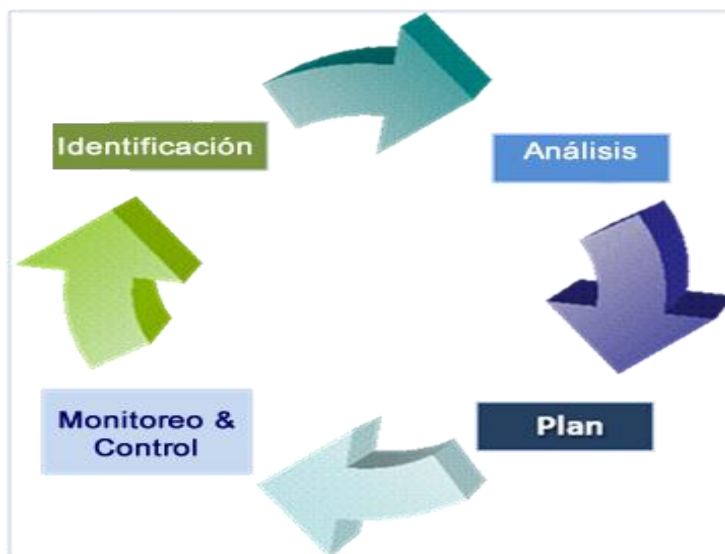 Identificación
Análisis
Plan
Monitoreo &
Control